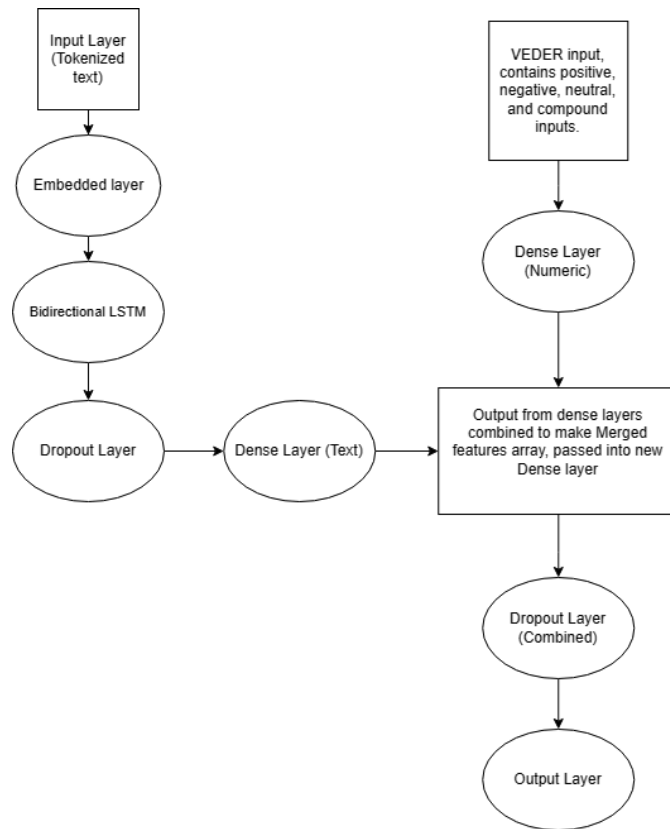 Input Layer
(Tokenized
text)
Embedded layer
Bidirectional LSTM
Dropout Layer
Dense Layer (Text)
VEDER input,
contains positive,
negative, neutral,
and compound
inputs.
Dense Layer
(Numeric)
Output from dense layers
combined to make Merged
features array, passed into new
Dense layer
Dropout Layer
(Combined)
Output Layer